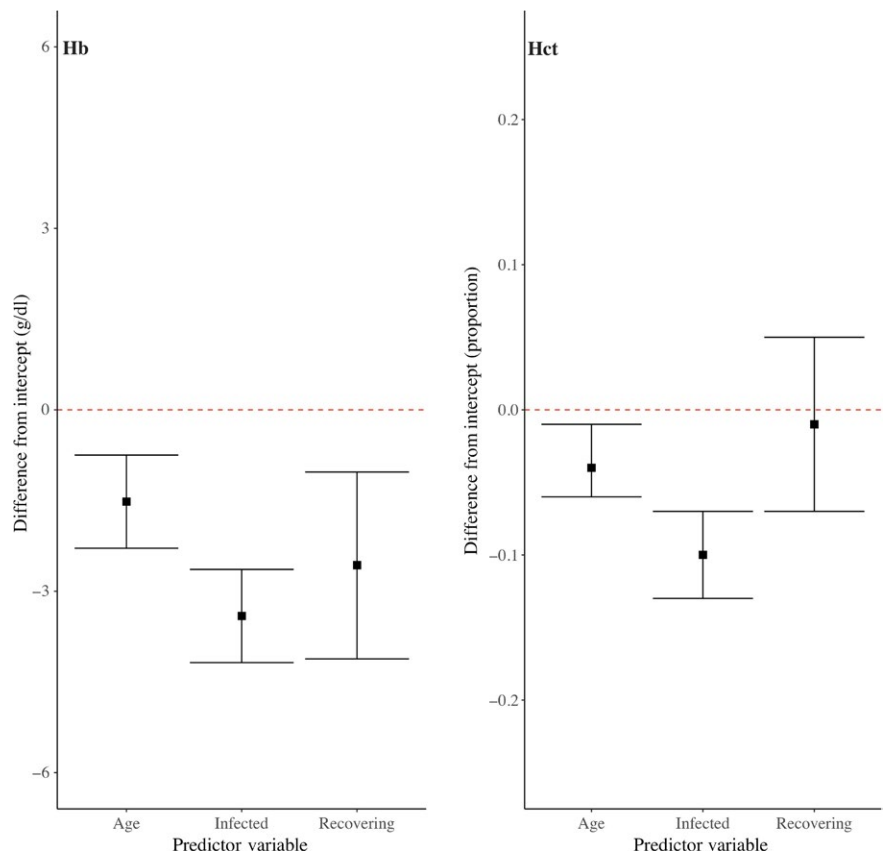 Hb
Difference from intercept (g/dl)
6
3
0
−3
−6
Age Infected Recovering
Predictor variable
Hct
Difference from intercept (proportion)
0.2
0.1
0.0
−0.1
−0.2
Age Infected Recovering
Predictor variable